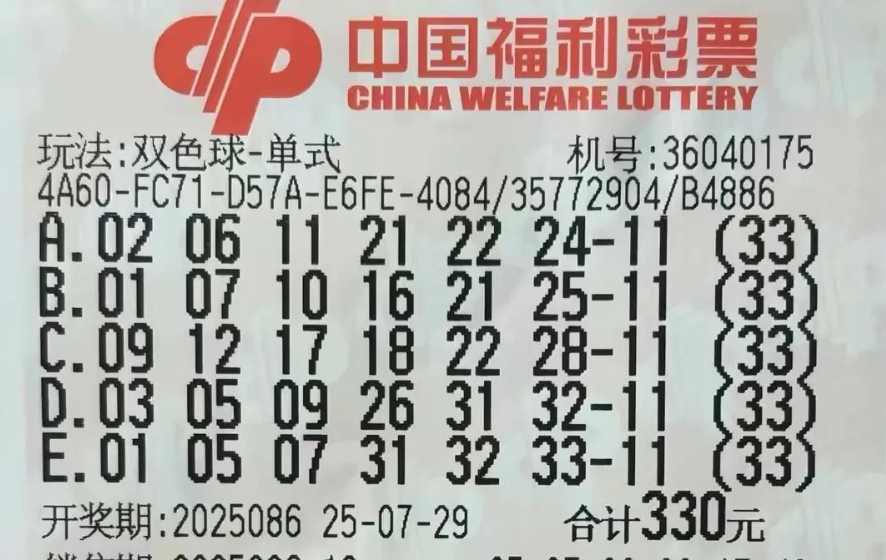 中国福利彩票
CHINA WELFARE LOTTERY
玩法:双色球-单式 机号:36040175
4A60-FC71-D57A-E6FE-4084/35772904/B4886
A.02 06 11 21 22 24-11 (33)
B.01 07 10 16 21 25-11 (33)
C.09 12 17 18 22 28-11 (33)
D.03 05 09 26 31 32-11 (33)
E.01 05 07 31 32 33-11 (33)
开奖期:2025086 25-07-29 合计330元